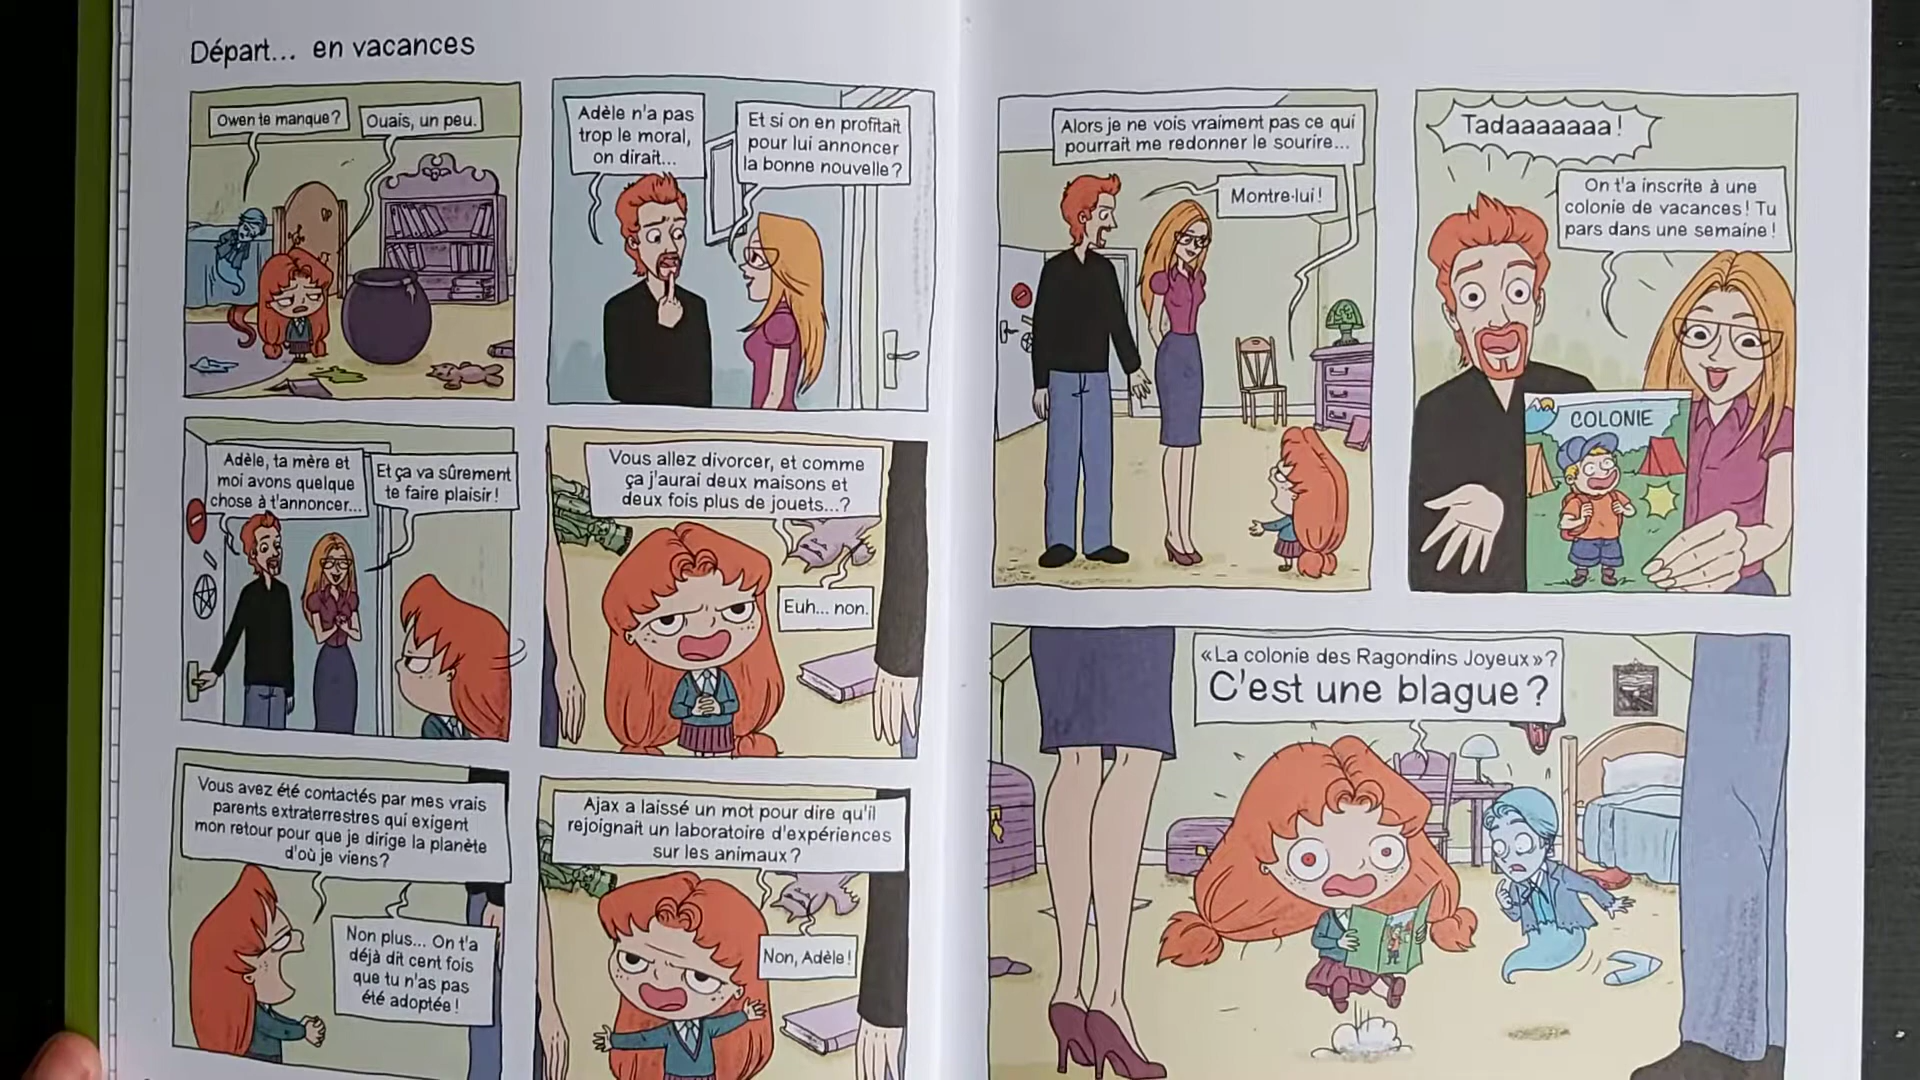 Départ... en vacances
Owen te manque?
Ouais, un peu.
Adèle n'a pas
trop le moral,
on dirait...
Et si on en profitait
pour lui annoncer
la bonne nouvelle?
Adèle, ta mère et
moi avons quelque
chose à t'annoncer...
Et ça va sûrement
te faire plaisir!
Vous allez divorcer, et comme
ça j'aurai deux maisons et
deux fois plus de jouets...?
Euh... non.
Vous avez été contactés par mes vrais
parents extraterrestres qui exigent
mon retour pour que je dirige la planète
d'où je viens?
Non plus... On t'a
déjà dit cent fois
que tu n'as pas
été adoptée!
Ajax a laissé un mot pour dire qu'il
rejoignait un laboratoire d'expériences
sur les animaux?
Non, Adèle!
Alors je ne vois vraiment pas ce qui
pourrait me redonner le sourire...
Montre-lui!
Tadaaaaaaa!
On t'a inscrite à une
colonie de vacances! Tu
pars dans une semaine!
COLONIE
«La colonie des Ragondins Joyeux»?
C'est une blague?